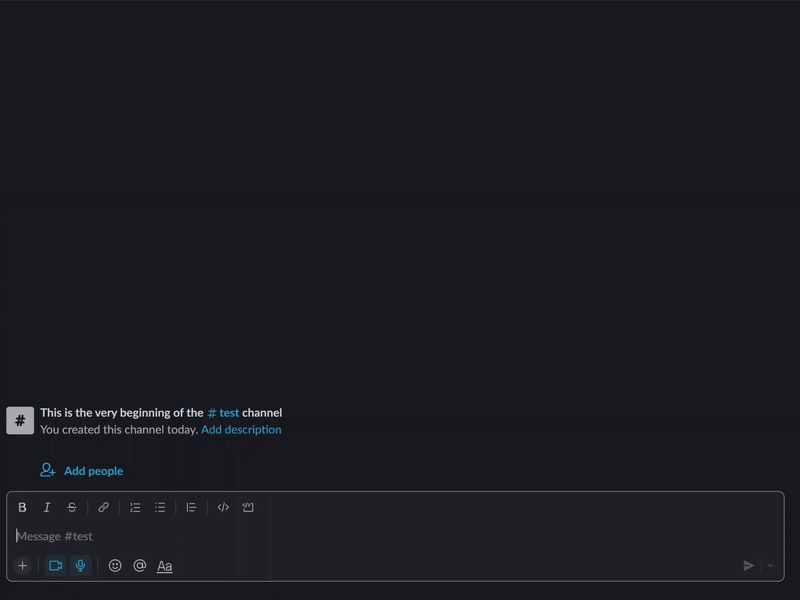 This is the very beginning of the # test channel
You created this channel today. Add description
Add people
Message #test
Aa